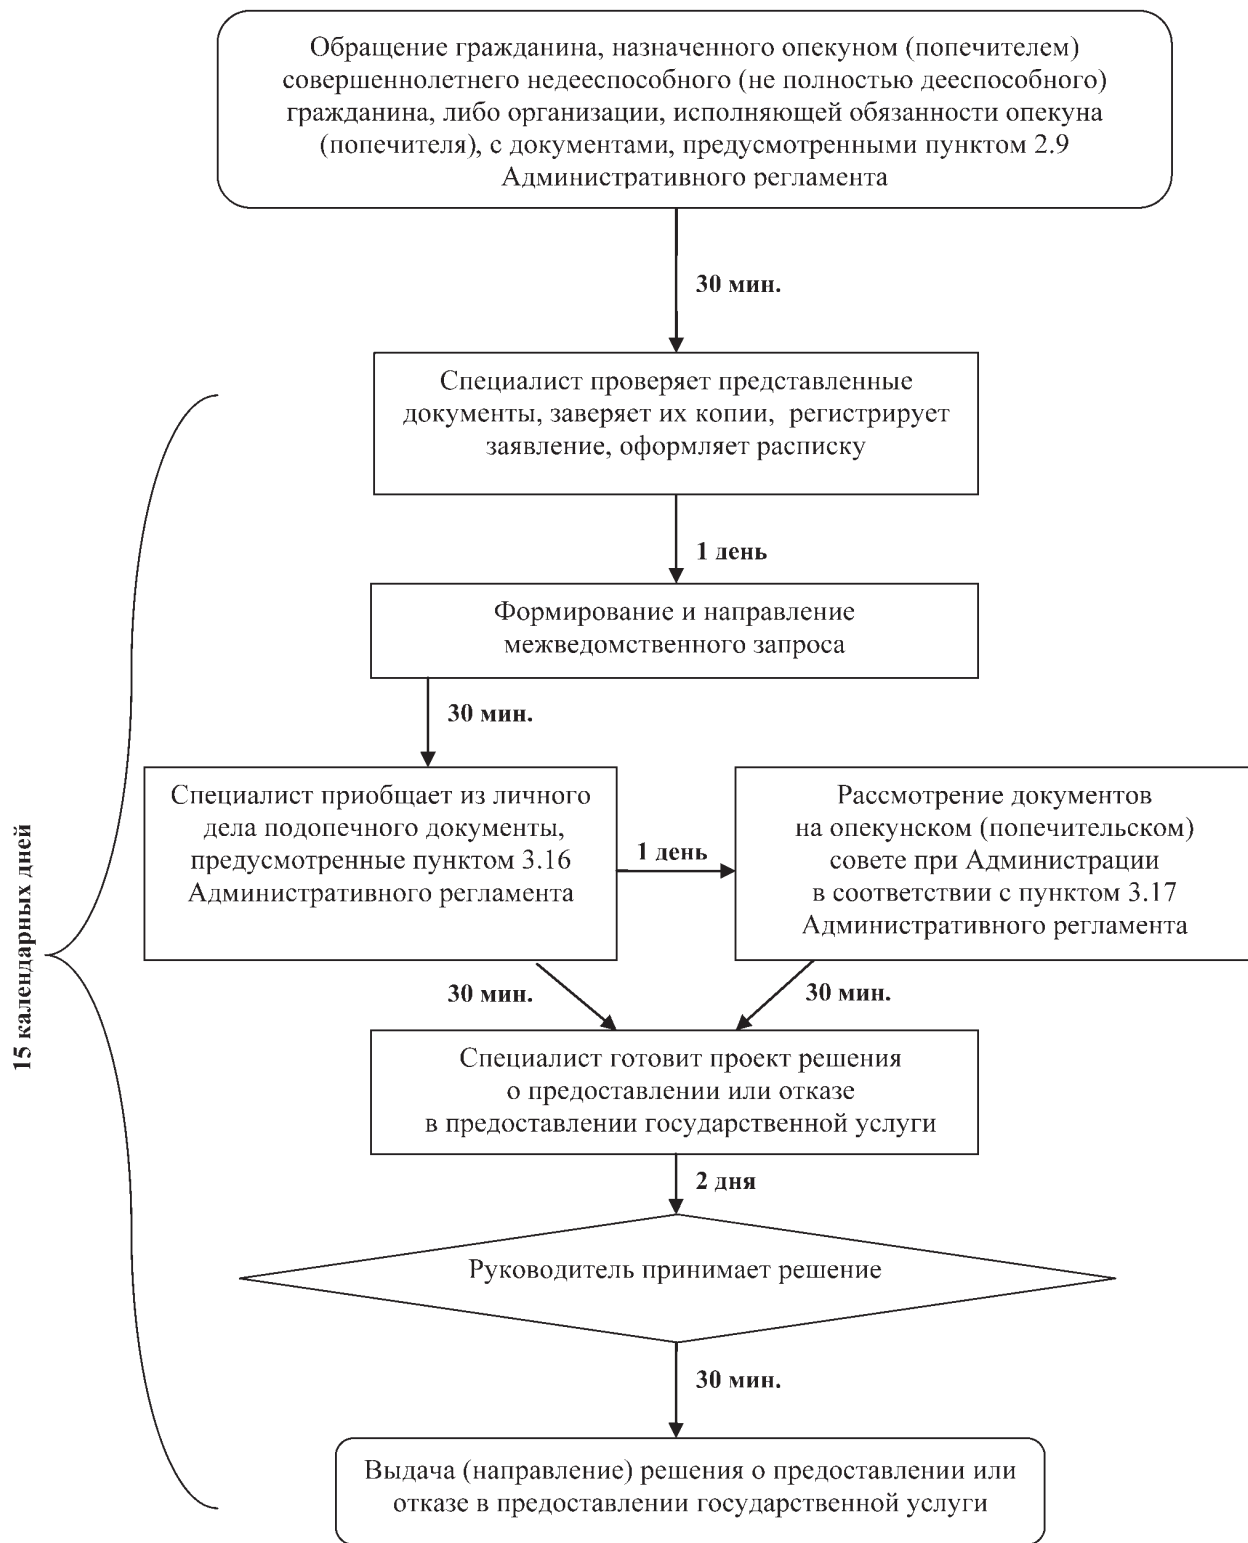 Обращение гражданина, назначенного опекуном (попечителем)
совершеннолетнего недееспособного (не полностью дееспособного)
гражданина, либо организации, исполняющей обязанности опекуна
(попечителя), с документами, предусмотренными пунктом 2.9
Административного регламента
30 мин.
Специалист проверяет представленные
документы, заверяет их копии, регистрирует
заявление, оформляет расписку
1 день
Формирование и направление
межведомственного запроса
30 мин.
Специалист приобщает из личного
дела подопечного документы,
предусмотренные пунктом 3.16
Административного регламента
1 день
Рассмотрение документов
на опекунском (попечительском)
совете при Администрации
в соответствии с пунктом 3.17
Административного регламента
15 календарных дней
30 мин.
30 мин.
Специалист готовит проект решения
о предоставлении или отказе
в предоставлении государственной услуги
2 дня
Руководитель принимает решение
30 мин.
Выдача (направление) решения о предоставлении или
отказе в предоставлении государственной услуги